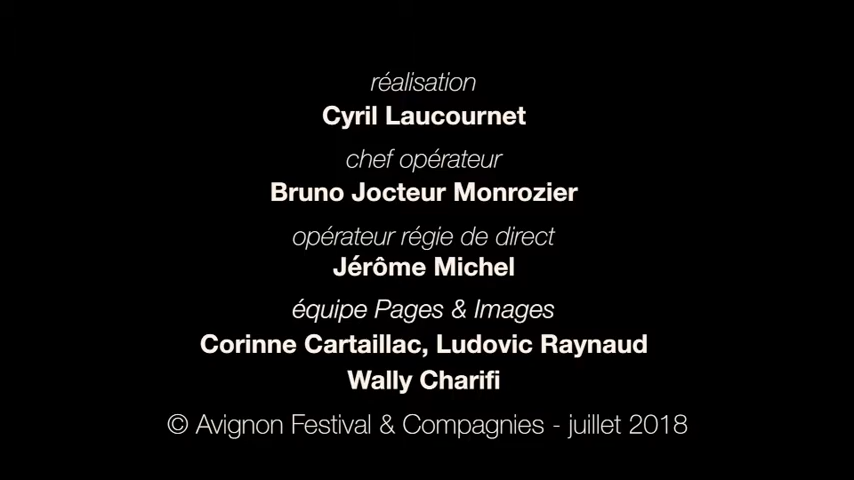 réalisation
Cyril Laucournet
chef opérateur
Bruno Jocteur Monrozier
opérateur régie de direct
Jérôme Michel
équipe Pages & Images
Corinne Cartaillac, Ludovic Raynaud
Wally Charifi
© Avignon Festival & Compagnies - juillet 2018